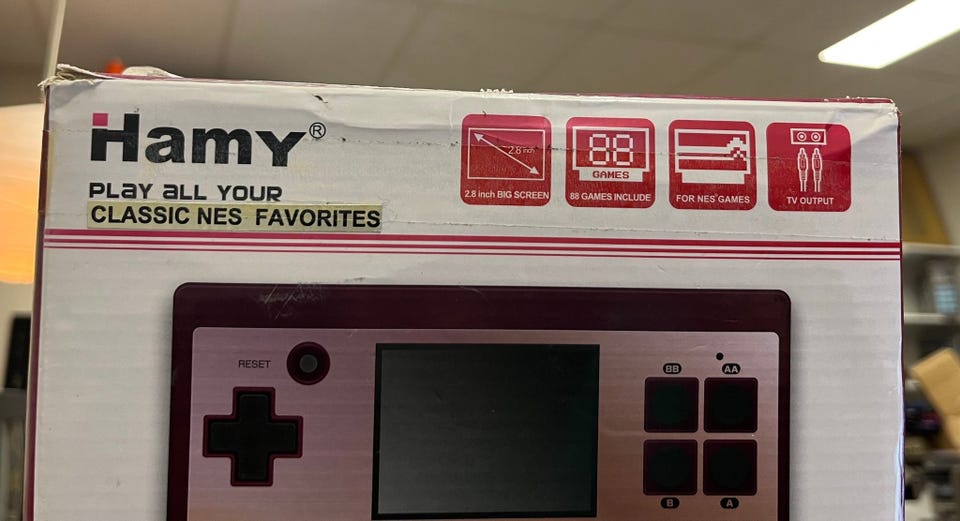 Hamy®
PLAY ALL YOUR
CLASSIC NES FAVORITES
2.8 inch
2.8 inch BIG SCREEN
88
GAMES
88 GAMES INCLUDE
FOR NES GAMES
TV OUTPUT
RESET
BB AA
B A